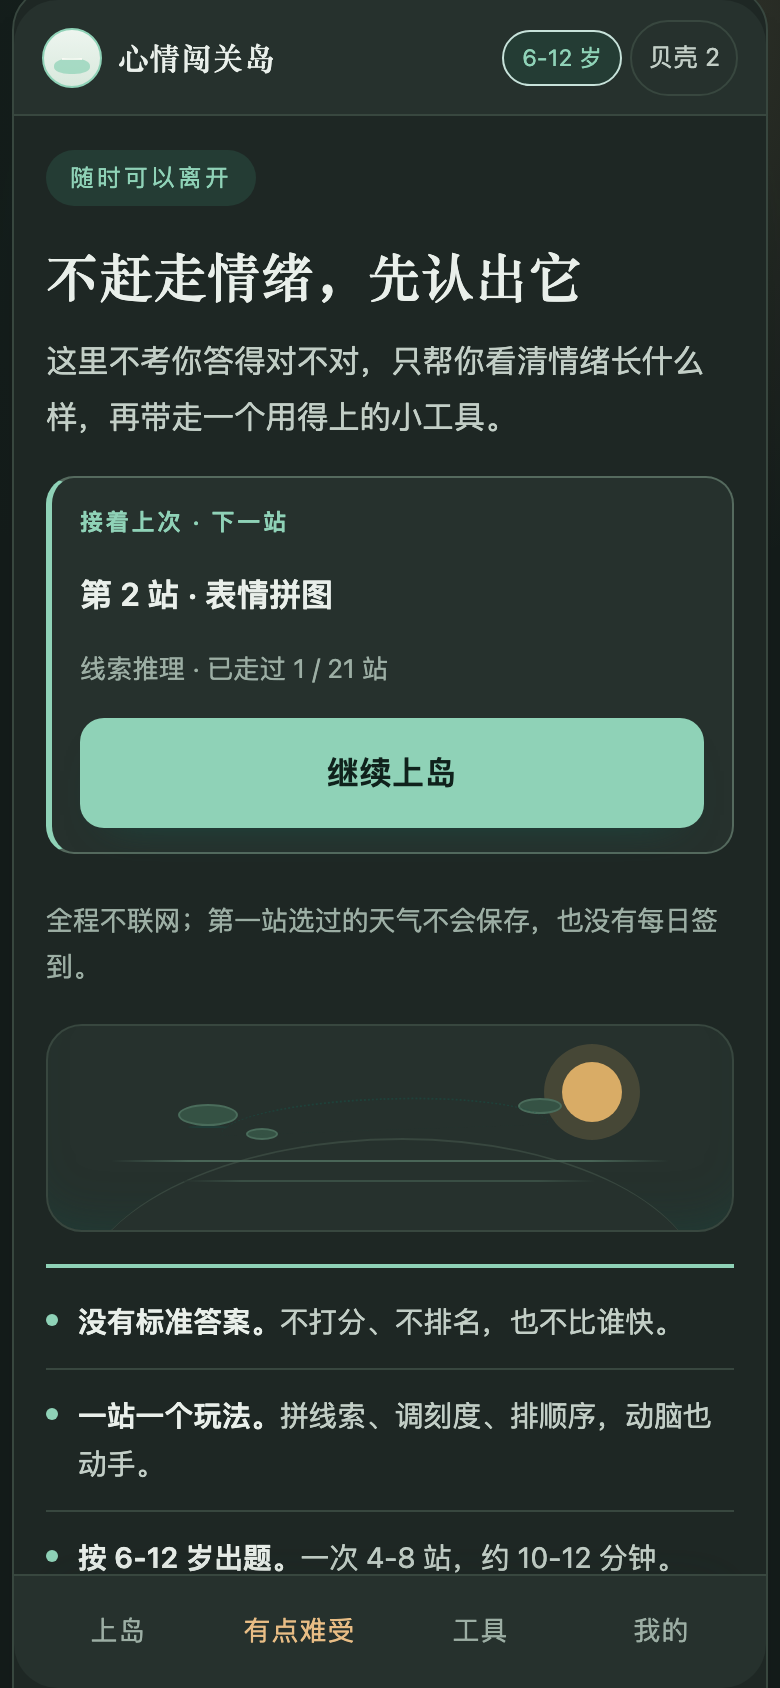 心情闯关岛
6-12 岁
贝壳 2
随时可以离开
不赶走情绪，先认出它
这里不考你答得对不对，只帮你看清情绪长什么
样，再带走一个用得上的小工具。
接着上次 · 下一站
第 2 站 · 表情拼图
线索推理 · 已走过 1 / 21 站
继续上岛
全程不联网；第一站选过的天气不会保存，也没有每日签
到。
没有标准答案。不打分、不排名，也不比谁快。
一站一个玩法。拼线索、调刻度、排顺序，动脑也
动手。
按 6-12 岁出题。一次 4-8 站，约 10-12 分钟。
上岛
有点难受
工具
我的